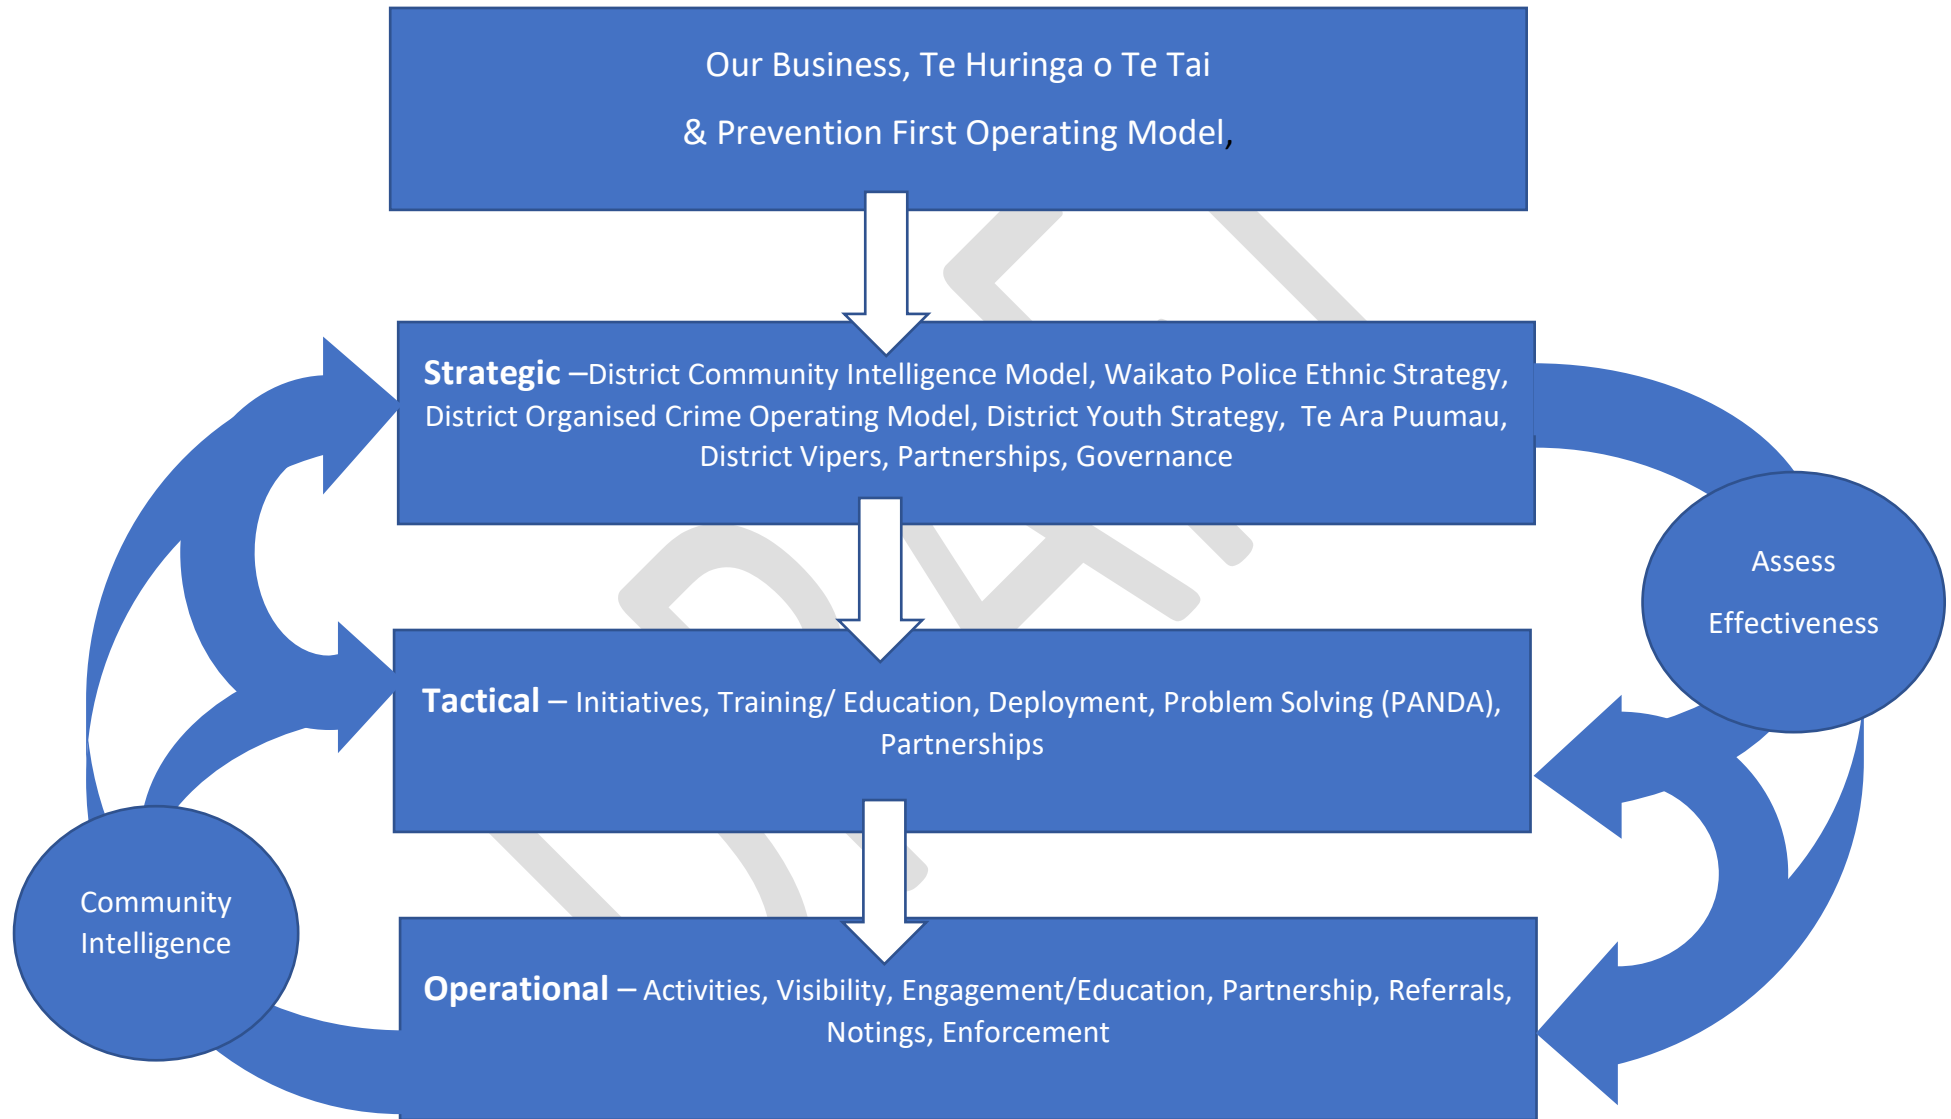 Our Business, Te Huringa o Te Tai
& Prevention First Operating Model,
Strategic –District Community Intelligence Model, Waikato Police Ethnic Strategy,
District Organised Crime Operating Model, District Youth Strategy, Te Ara Puumau,
District Vipers, Partnerships, Governance
Assess
Effectiveness
Tactical – Initiatives, Training/ Education, Deployment, Problem Solving (PANDA),
Partnerships
Community
Intelligence
Operational – Activities, Visibility, Engagement/Education, Partnership, Referrals,
Notings, Enforcement
DRAFT